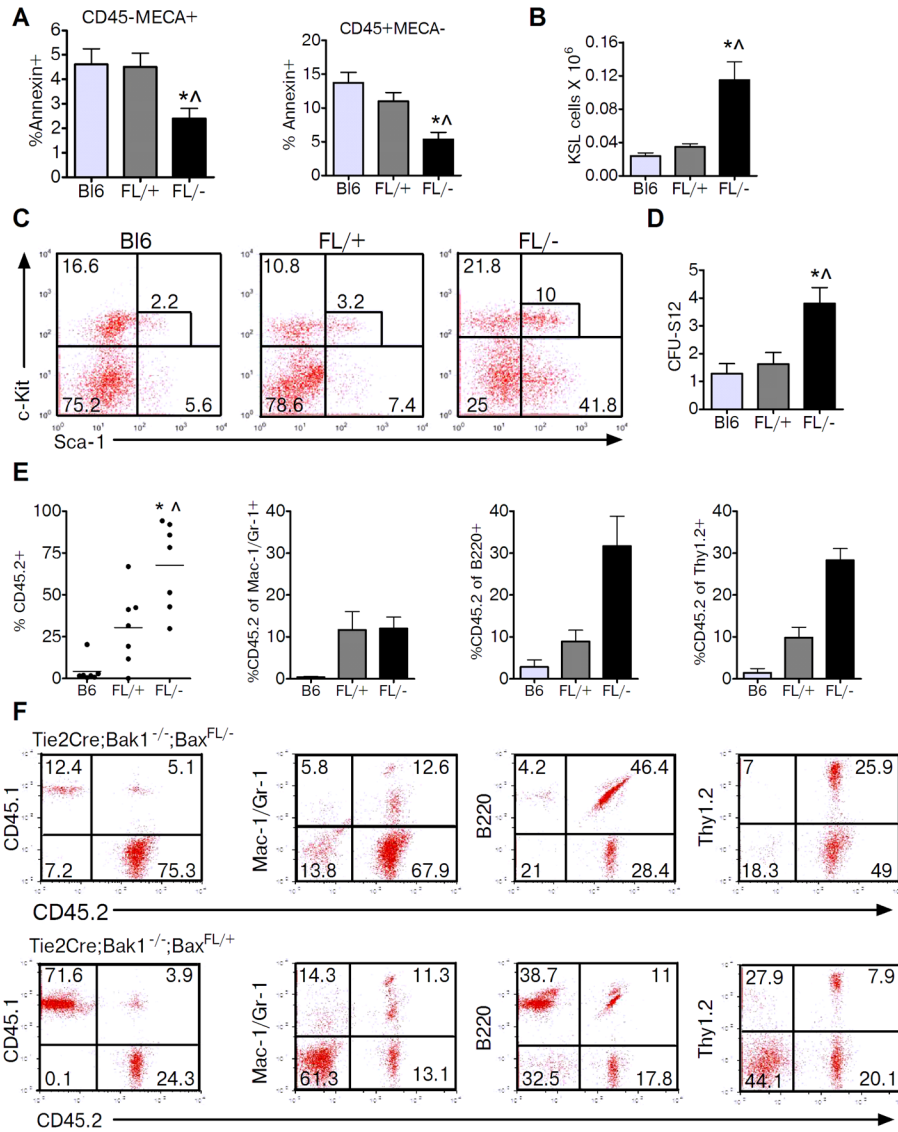 A
CD45-MECA+
%Annexin+
6
5
4
3
2
1
0
*^
Bl6
FL/+
FL/-
CD45+MECA-
% Annexin+
20
15
10
5
0
*^
Bl6
FL/+
FL/-
B
KSL cells X 10^6
0.16
0.12
0.08
0.04
0.00
*^
Bl6
FL/+
FL/-
C
c-Kit
Bl6
16.6
2.2
75.2
5.6
FL/+
10.8
3.2
78.6
7.4
FL/-
21.8
10
25
41.8
10^0 10^1 10^2 10^3 10^4
Sca-1
D
CFU-S12
5
4
3
2
1
0
*^
Bl6
FL/+
FL/-
E
% CD45.2+
100
75
50
25
0
* ^
B6
FL/+
FL/-
%CD45.2 of Mac-1/Gr-1+
40
30
20
10
0
B6
FL/+
FL/-
%CD45.2 of B220+
40
30
20
10
0
B6
FL/+
FL/-
%CD45.2 of Thy1.2+
40
30
20
10
0
B6
FL/+
FL/-
F
Tie2Cre;Bak1-/-;BaxFL/-
CD45.1
12.4 5.1
7.2 75.3
Mac-1/Gr-1
5.8 12.6
13.8 67.9
B220
4.2 46.4
21 28.4
Thy1.2
7 25.9
18.3 49
CD45.2
Tie2Cre;Bak1-/-;BaxFL/+
CD45.1
71.6 3.9
0.1 24.3
Mac-1/Gr-1
14.3 11.3
61.3 13.1
B220
38.7 11
32.5 17.8
Thy1.2
27.9 7.9
44.1 20.1
CD45.2